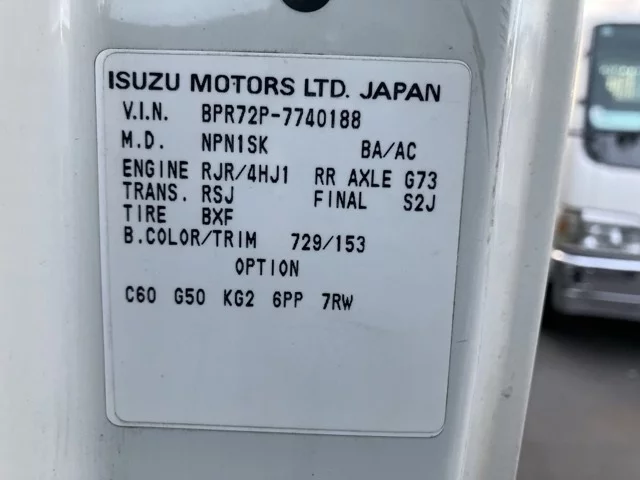 ISUZU MOTORS LTD. JAPAN
V.I.N. BPR72P-7740188
M.D. NPN1SK BA/AC
ENGINE RJR/4HJ1 RR AXLE G73
TRANS. RSJ FINAL S2J
TIRE BXF
B.COLOR/TRIM 729/153
OPTION
C60 G50 KG2 6PP 7RW